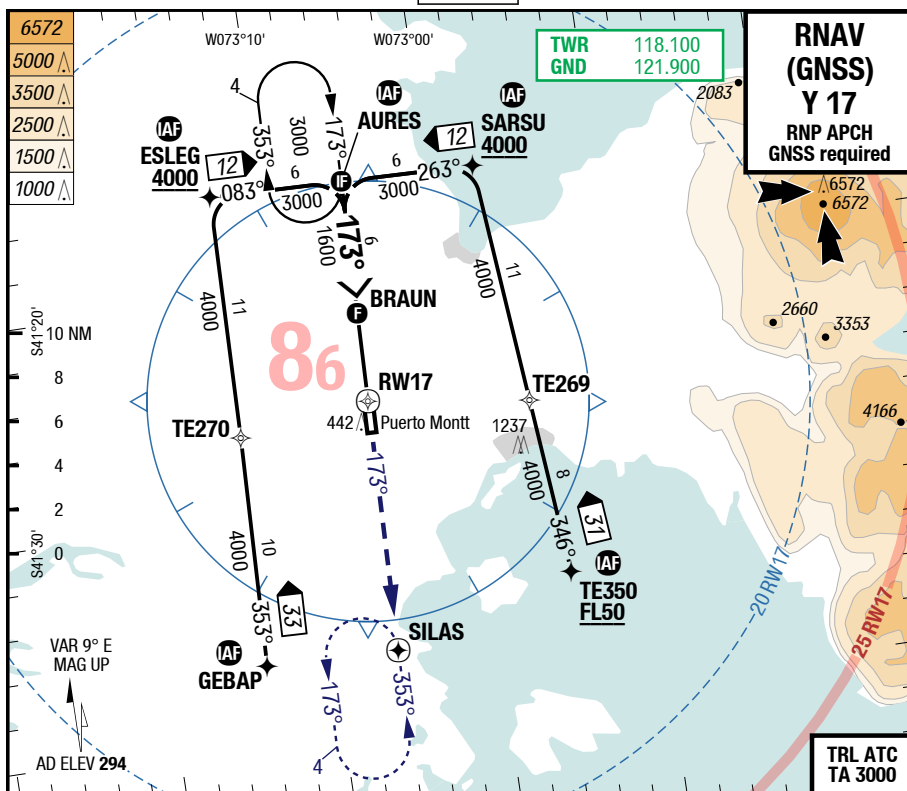 6572
5000
3500
2500
1500
1000
W073°10'
W073°00'
TWR 118.100
GND 121.900
RNAV
(GNSS)
Y 17
RNP APCH
GNSS required
2083
6572
6572
2660
3353
4166
4
353°
3000
173°
IAF
AURES
IAF
SARSU
4000
12
IAF
ESLEG
4000
12
083°
6
3000
IF
6
3000
263°
173°
6
1600
BRAUN
F
11
4000
11
4000
86
RW17
442
Puerto Montt
TE269
1237
TE270
173°
4000
8
10
4000
346°
31
IAF
TE350
FL50
353°
33
IAF
GEBAP
SILAS
173°
353°
4
S41°20'
10 NM
8
6
4
2
0
S41°30'
20 RW17
25 RW17
VAR 9° E
MAG UP
AD ELEV 294
TRL ATC
TA 3000